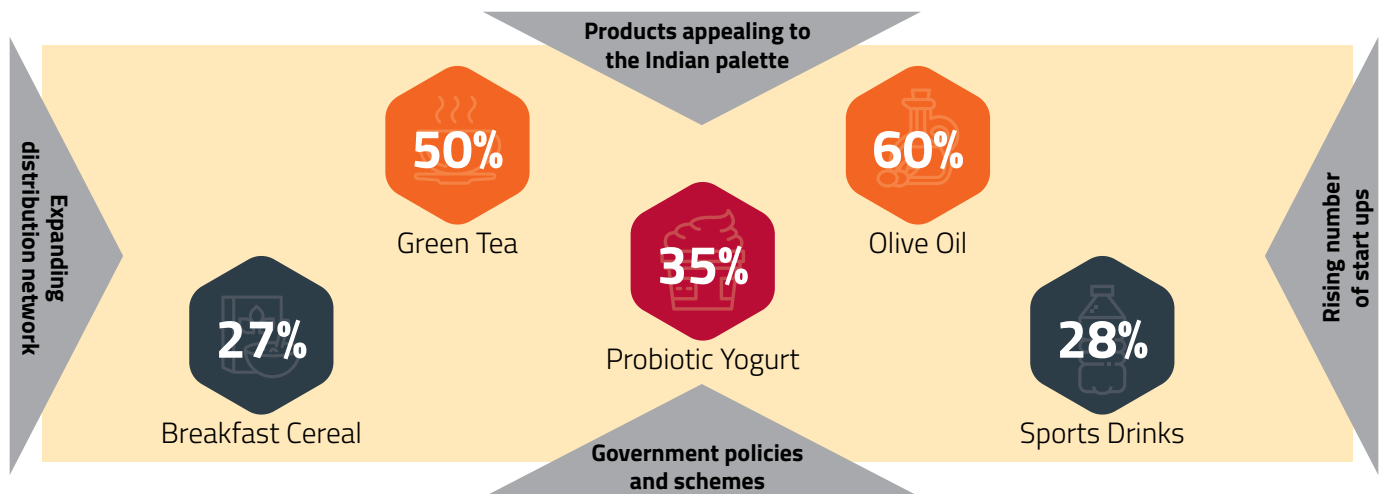 Products appealing to
the Indian palette
Expanding
distribution network
50%
Green Tea
60%
Olive Oil
35%
Probiotic Yogurt
27%
Breakfast Cereal
28%
Sports Drinks
Rising number
of start ups
Government policies
and schemes